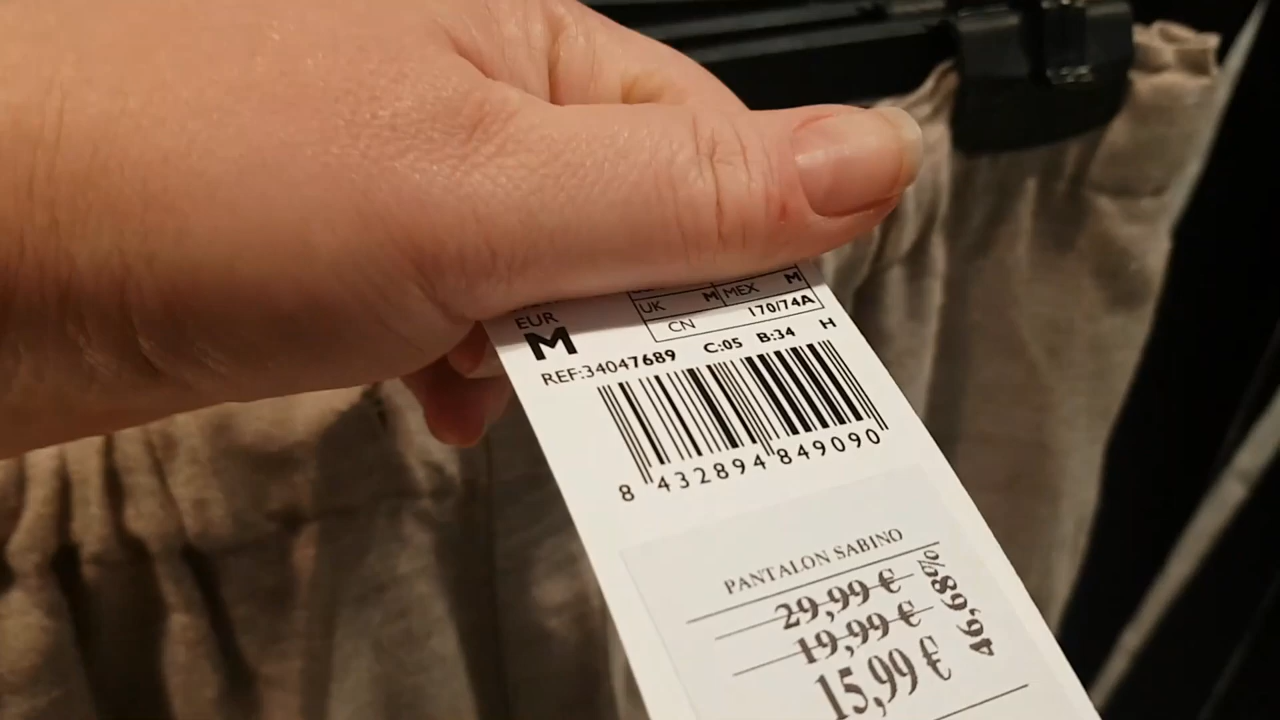 UK M MEX M
CN 170/74A
EUR
M
REF:34047689 C:05 B:34 H
8 432894 849090
PANTALON SABINO
29,99 €
19,99 €
15,99 €
46,68%